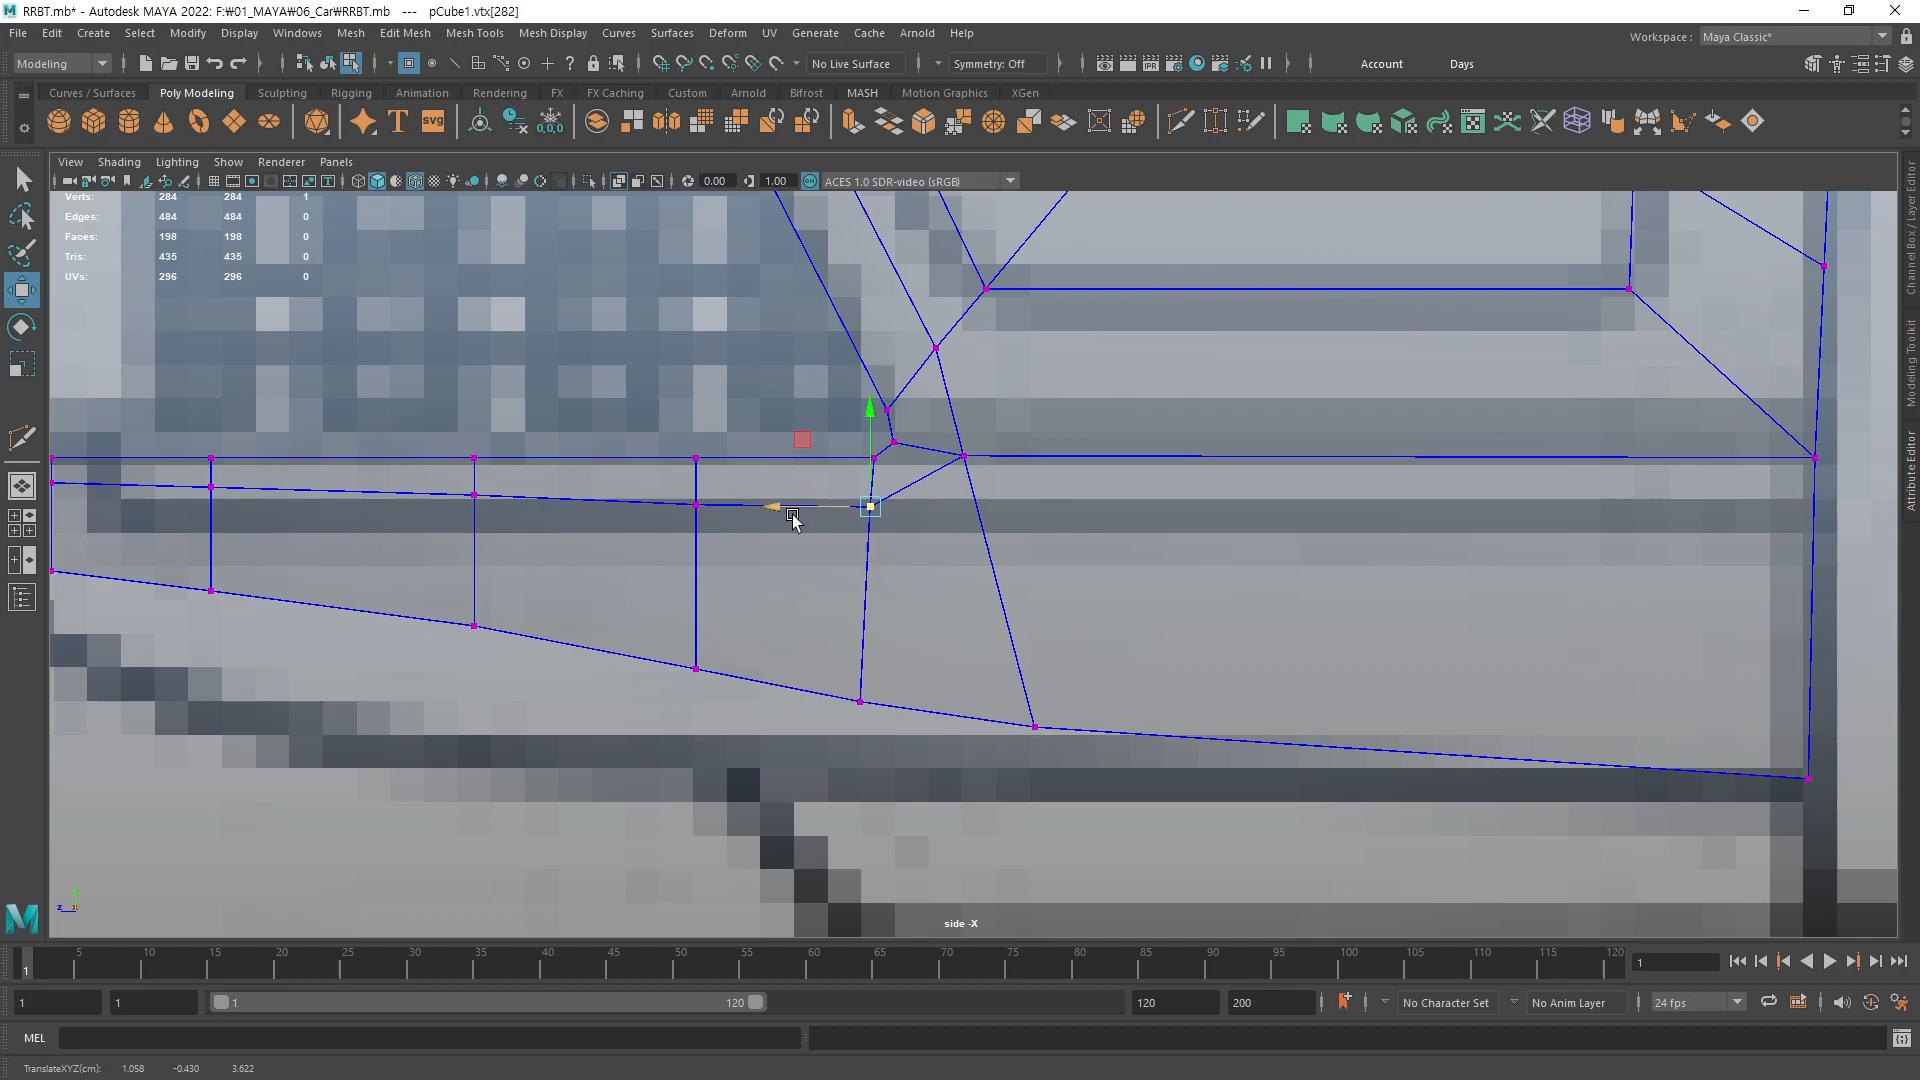 RRBT.mb* - Autodesk MAYA 2022: F:₩01_MAYA₩06_Car₩RRBT.mb --- pCube1.vtx[282]
File Edit Create Select Modify Display Windows Mesh Edit Mesh Mesh Tools Mesh Display Curves Surfaces Deform UV Generate Cache Arnold Help
Workspace : Maya Classic*
Modeling No Live Surface Symmetry: Off Account Days
Curves / Surfaces Poly Modeling Sculpting Rigging Animation Rendering FX FX Caching Custom Arnold Bifrost MASH Motion Graphics XGen
T svg 0,0,0
View Shading Lighting Show Renderer Panels
0.00 1.00 ACES 1.0 SDR-video (sRGB)
Verts: 284 284 1
Edges: 484 484 0
Faces: 198 198 0
Tris: 435 435 0
UVs: 296 296 0
Channel Box / Layer Editor
Modeling Toolkit
Attribute Editor
side -X
5 10 15 20 25 30 35 40 45 50 55 60 65 70 75 80 85 90 95 100 105 110 115 120
1 1
1 1 1 120 120 200 No Character Set No Anim Layer 24 fps
MEL
TranslateXYZ(cm): 1.058 -0.430 3.622